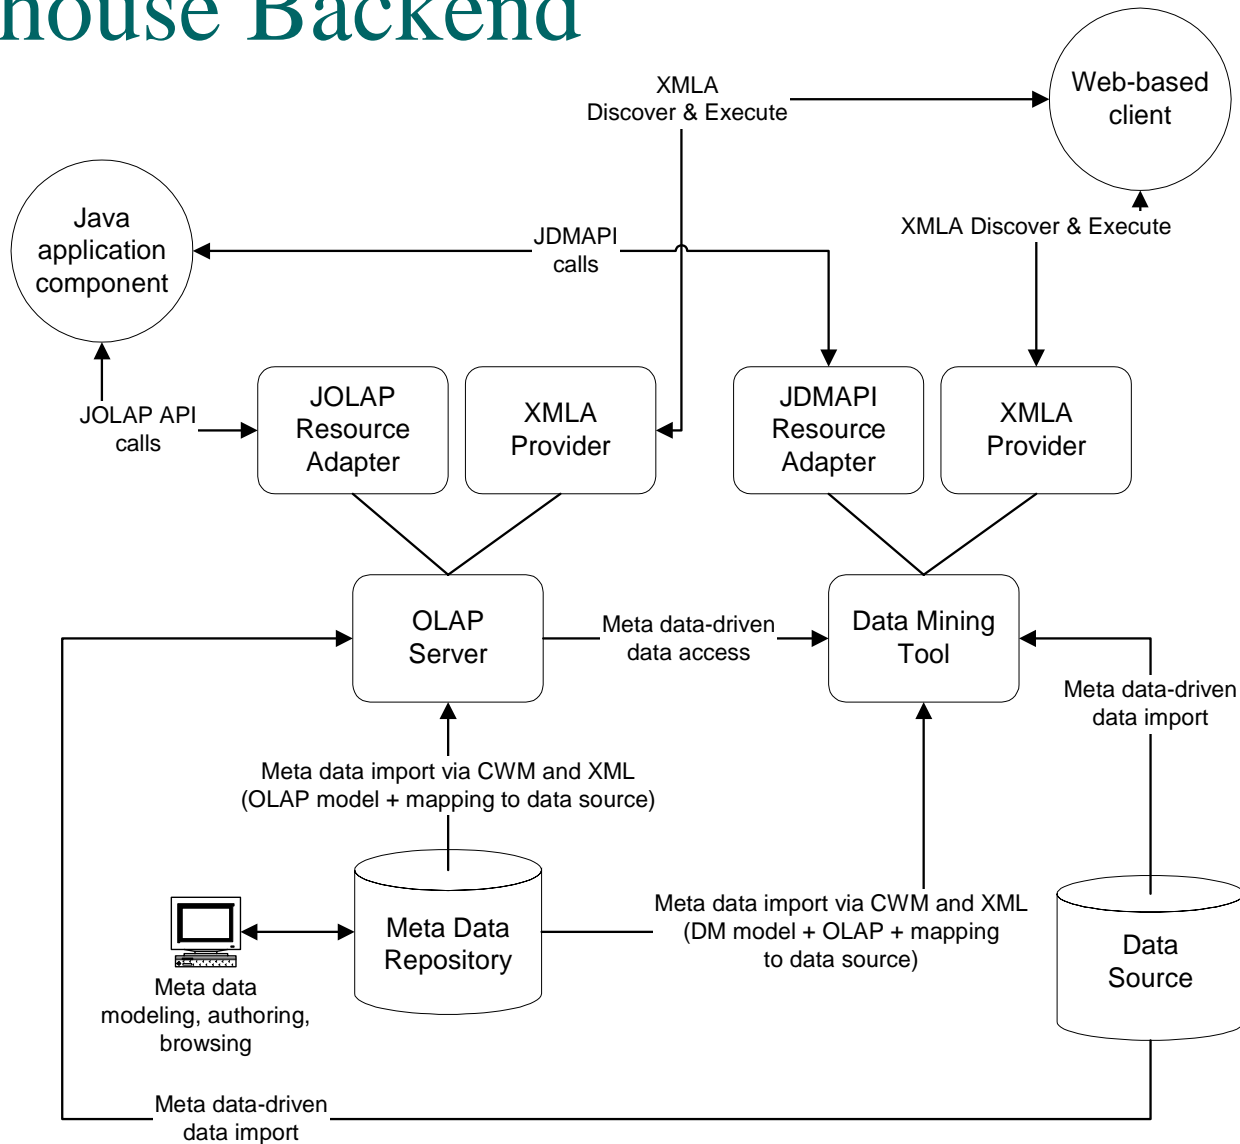 house Backend
XMLA
Discover & Execute
Web-based
client
Java
application
component
JDMAPI
calls
XMLA Discover & Execute
JOLAP API
calls
JOLAP
Resource
Adapter
XMLA
Provider
JDMAPI
Resource
Adapter
XMLA
Provider
OLAP
Server
Meta data-driven
data access
Data Mining
Tool
Meta data-driven
data import
Meta data import via CWM and XML
(OLAP model + mapping to data source)
Meta Data
Repository
Meta data import via CWM and XML
(DM model + OLAP + mapping
to data source)
Data
Source
Meta data
modeling, authoring,
browsing
Meta data-driven
data import